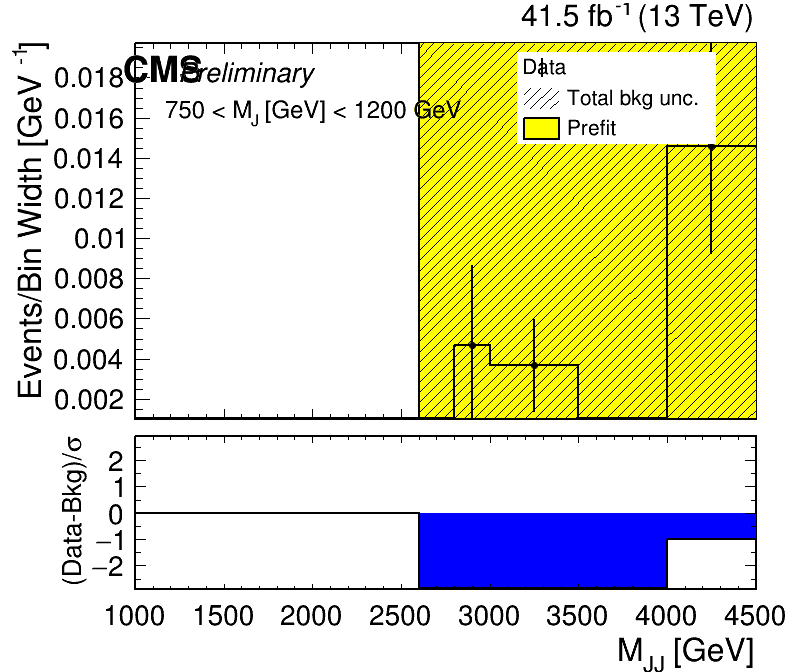 41.5 fb⁻¹ (13 TeV)
CMS Preliminary
750 < M_J [GeV] < 1200 GeV
Data
Total bkg unc.
Prefit
Events/Bin Width [GeV⁻¹]
0.018
0.016
0.014
0.012
0.01
0.008
0.006
0.004
0.002
(Data-Bkg)/σ
2
1
0
−1
−2
1000 1500 2000 2500 3000 3500 4000 4500
M_JJ [GeV]